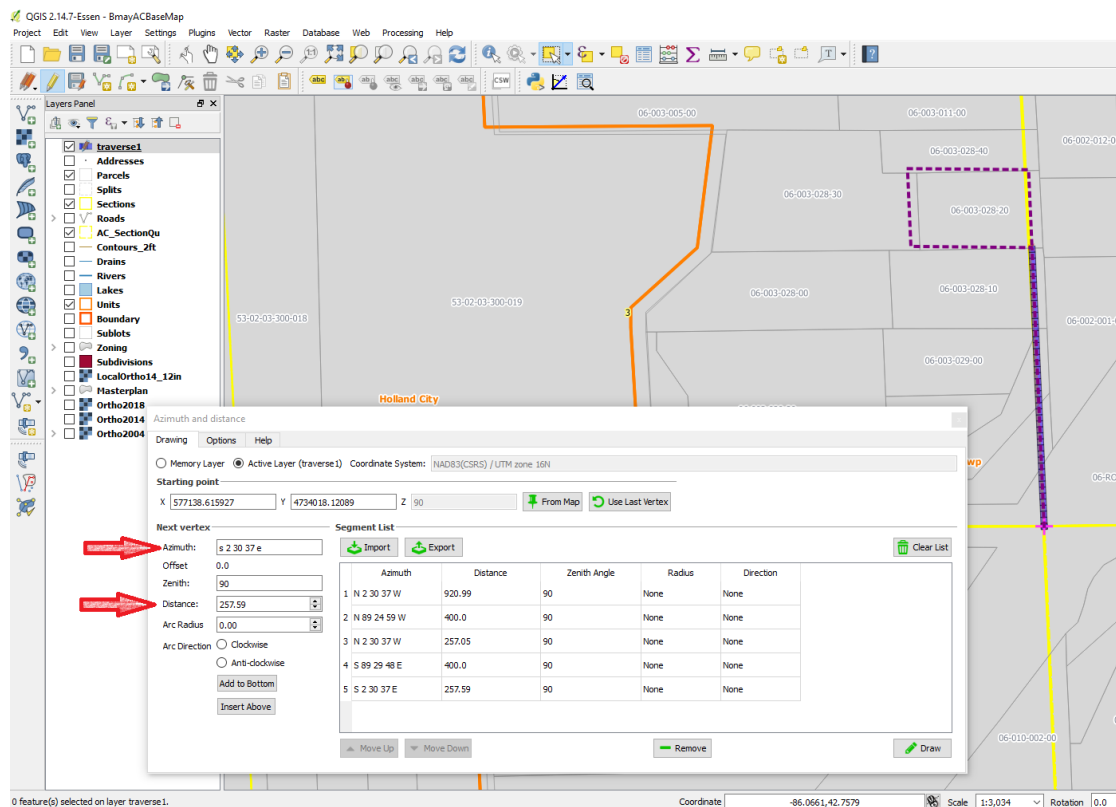 QGIS 2.14.7-Essen - BmayACBaseMap
Project Edit View Layer Settings Plugins Vector Raster Database Web Processing Help
abc ab abc abc abc abc CSW T
Layers Panel
traverse1
Addresses
Parcels
Splits
Sections
Roads
AC_SectionQu
Contours_2ft
Drains
Rivers
Lakes
Units
Boundary
Sublots
Zoning
Subdivisions
LocalOrtho14_12in
Masterplan
Ortho2018
Ortho2014
Ortho2004
06-003-005-00
06-003-011-00
06-002-012-0
06-003-028-40
06-003-028-30
06-003-028-20
53-02-03-300-019
06-003-028-00
06-003-028-10
53-02-03-300-018
3
06-002-001-
06-003-029-00
Holland City
wp
06-RO
06-010-002-00
Azimuth and distance
Drawing Options Help
Memory Layer Active Layer (traverse1) Coordinate System: NAD83(CSRS) / UTM zone 16N
Starting point
X 577138.615927 Y 4734018.12089 Z 90 From Map Use Last Vertex
Next vertex
Azimuth: s 2 30 37 e
Offset 0.0
Zenith: 90
Distance: 257.59
Arc Radius 0.00
Arc Direction Clockwise
Anti-clockwise
Add to Bottom
Insert Above
Segment List
Import Export Clear List
Azimuth Distance Zenith Angle Radius Direction
1 N 2 30 37 W 920.99 90 None None
2 N 89 24 59 W 400.0 90 None None
3 N 2 30 37 W 257.05 90 None None
4 S 89 29 48 E 400.0 90 None None
5 S 2 30 37 E 257.59 90 None None
Move Up Move Down Remove Draw
0 feature(s) selected on layer traverse1. Coordinate -86.0661,42.7579 Scale 1:3,034 Rotation 0.0